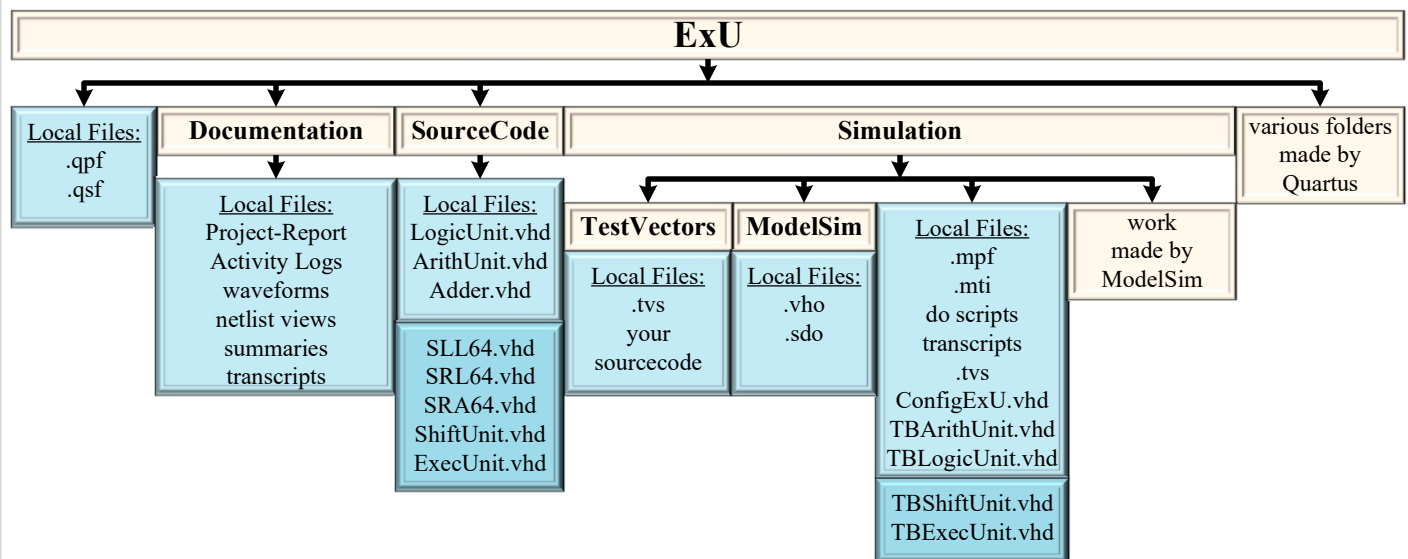 ExU
Local Files:
.qpf
.qsf
Documentation
Local Files:
Project-Report
Activity Logs
waveforms
netlist views
summaries
transcripts
SourceCode
Local Files:
LogicUnit.vhd
ArithUnit.vhd
Adder.vhd
SLL64.vhd
SRL64.vhd
SRA64.vhd
ShiftUnit.vhd
ExecUnit.vhd
Simulation
TestVectors
Local Files:
.tvs
your
sourcecode
ModelSim
Local Files:
.vho
.sdo
Local Files:
.mpf
.mti
do scripts
transcripts
.tvs
ConfigExU.vhd
TBArithUnit.vhd
TBLogicUnit.vhd
TBShiftUnit.vhd
TBExecUnit.vhd
work
made by
ModelSim
various folders
made by
Quartus